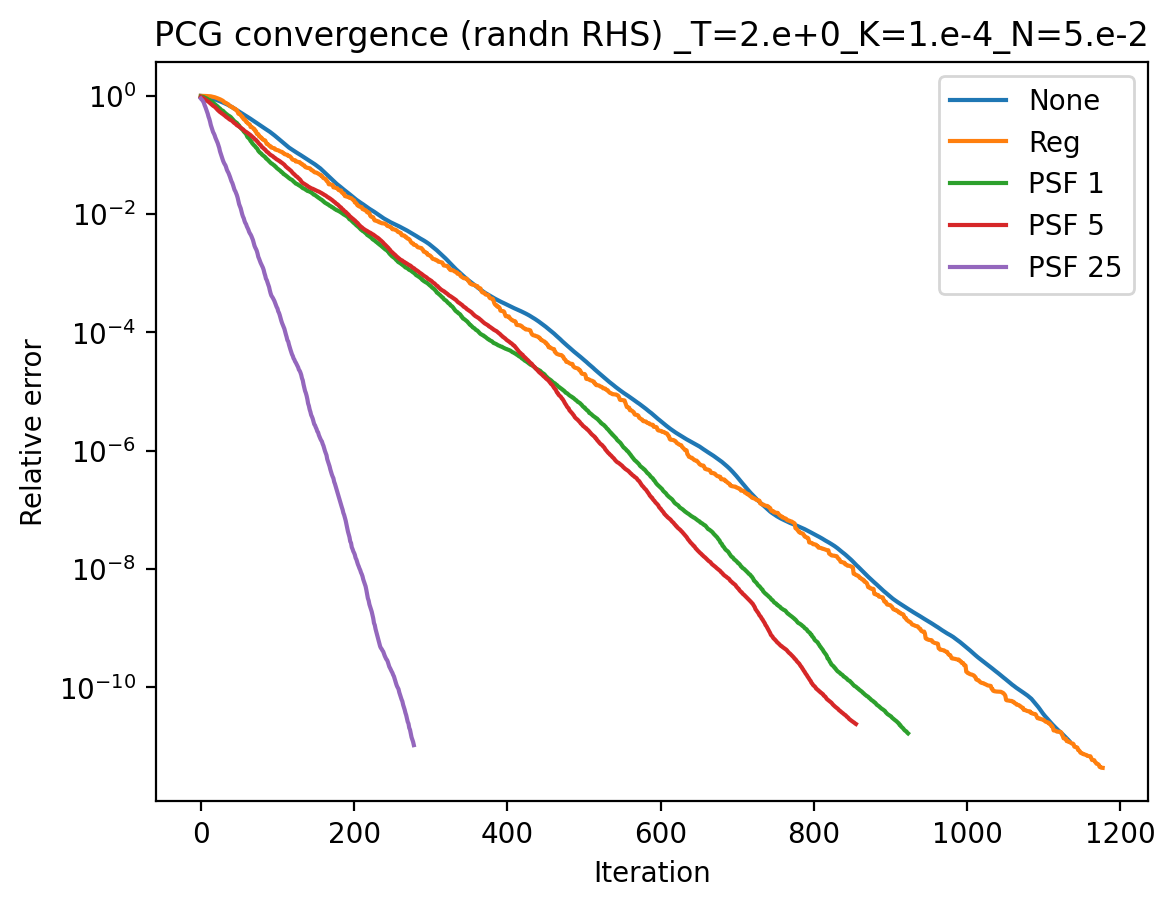 PCG convergence (randn RHS) _T=2.e+0_K=1.e-4_N=5.e-2
None
Reg
PSF 1
PSF 5
PSF 25
10⁰
10⁻²
10⁻⁴
10⁻⁶
10⁻⁸
10⁻¹⁰
Relative error
0 200 400 600 800 1000 1200
Iteration